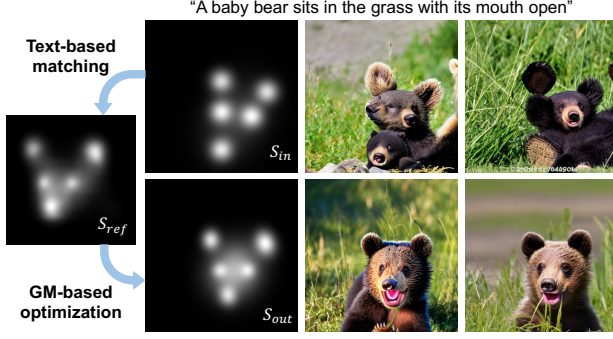 “A baby bear sits in the grass with its mouth open”
Text-based
matching
S_in
S_ref
GM-based
optimization
S_out